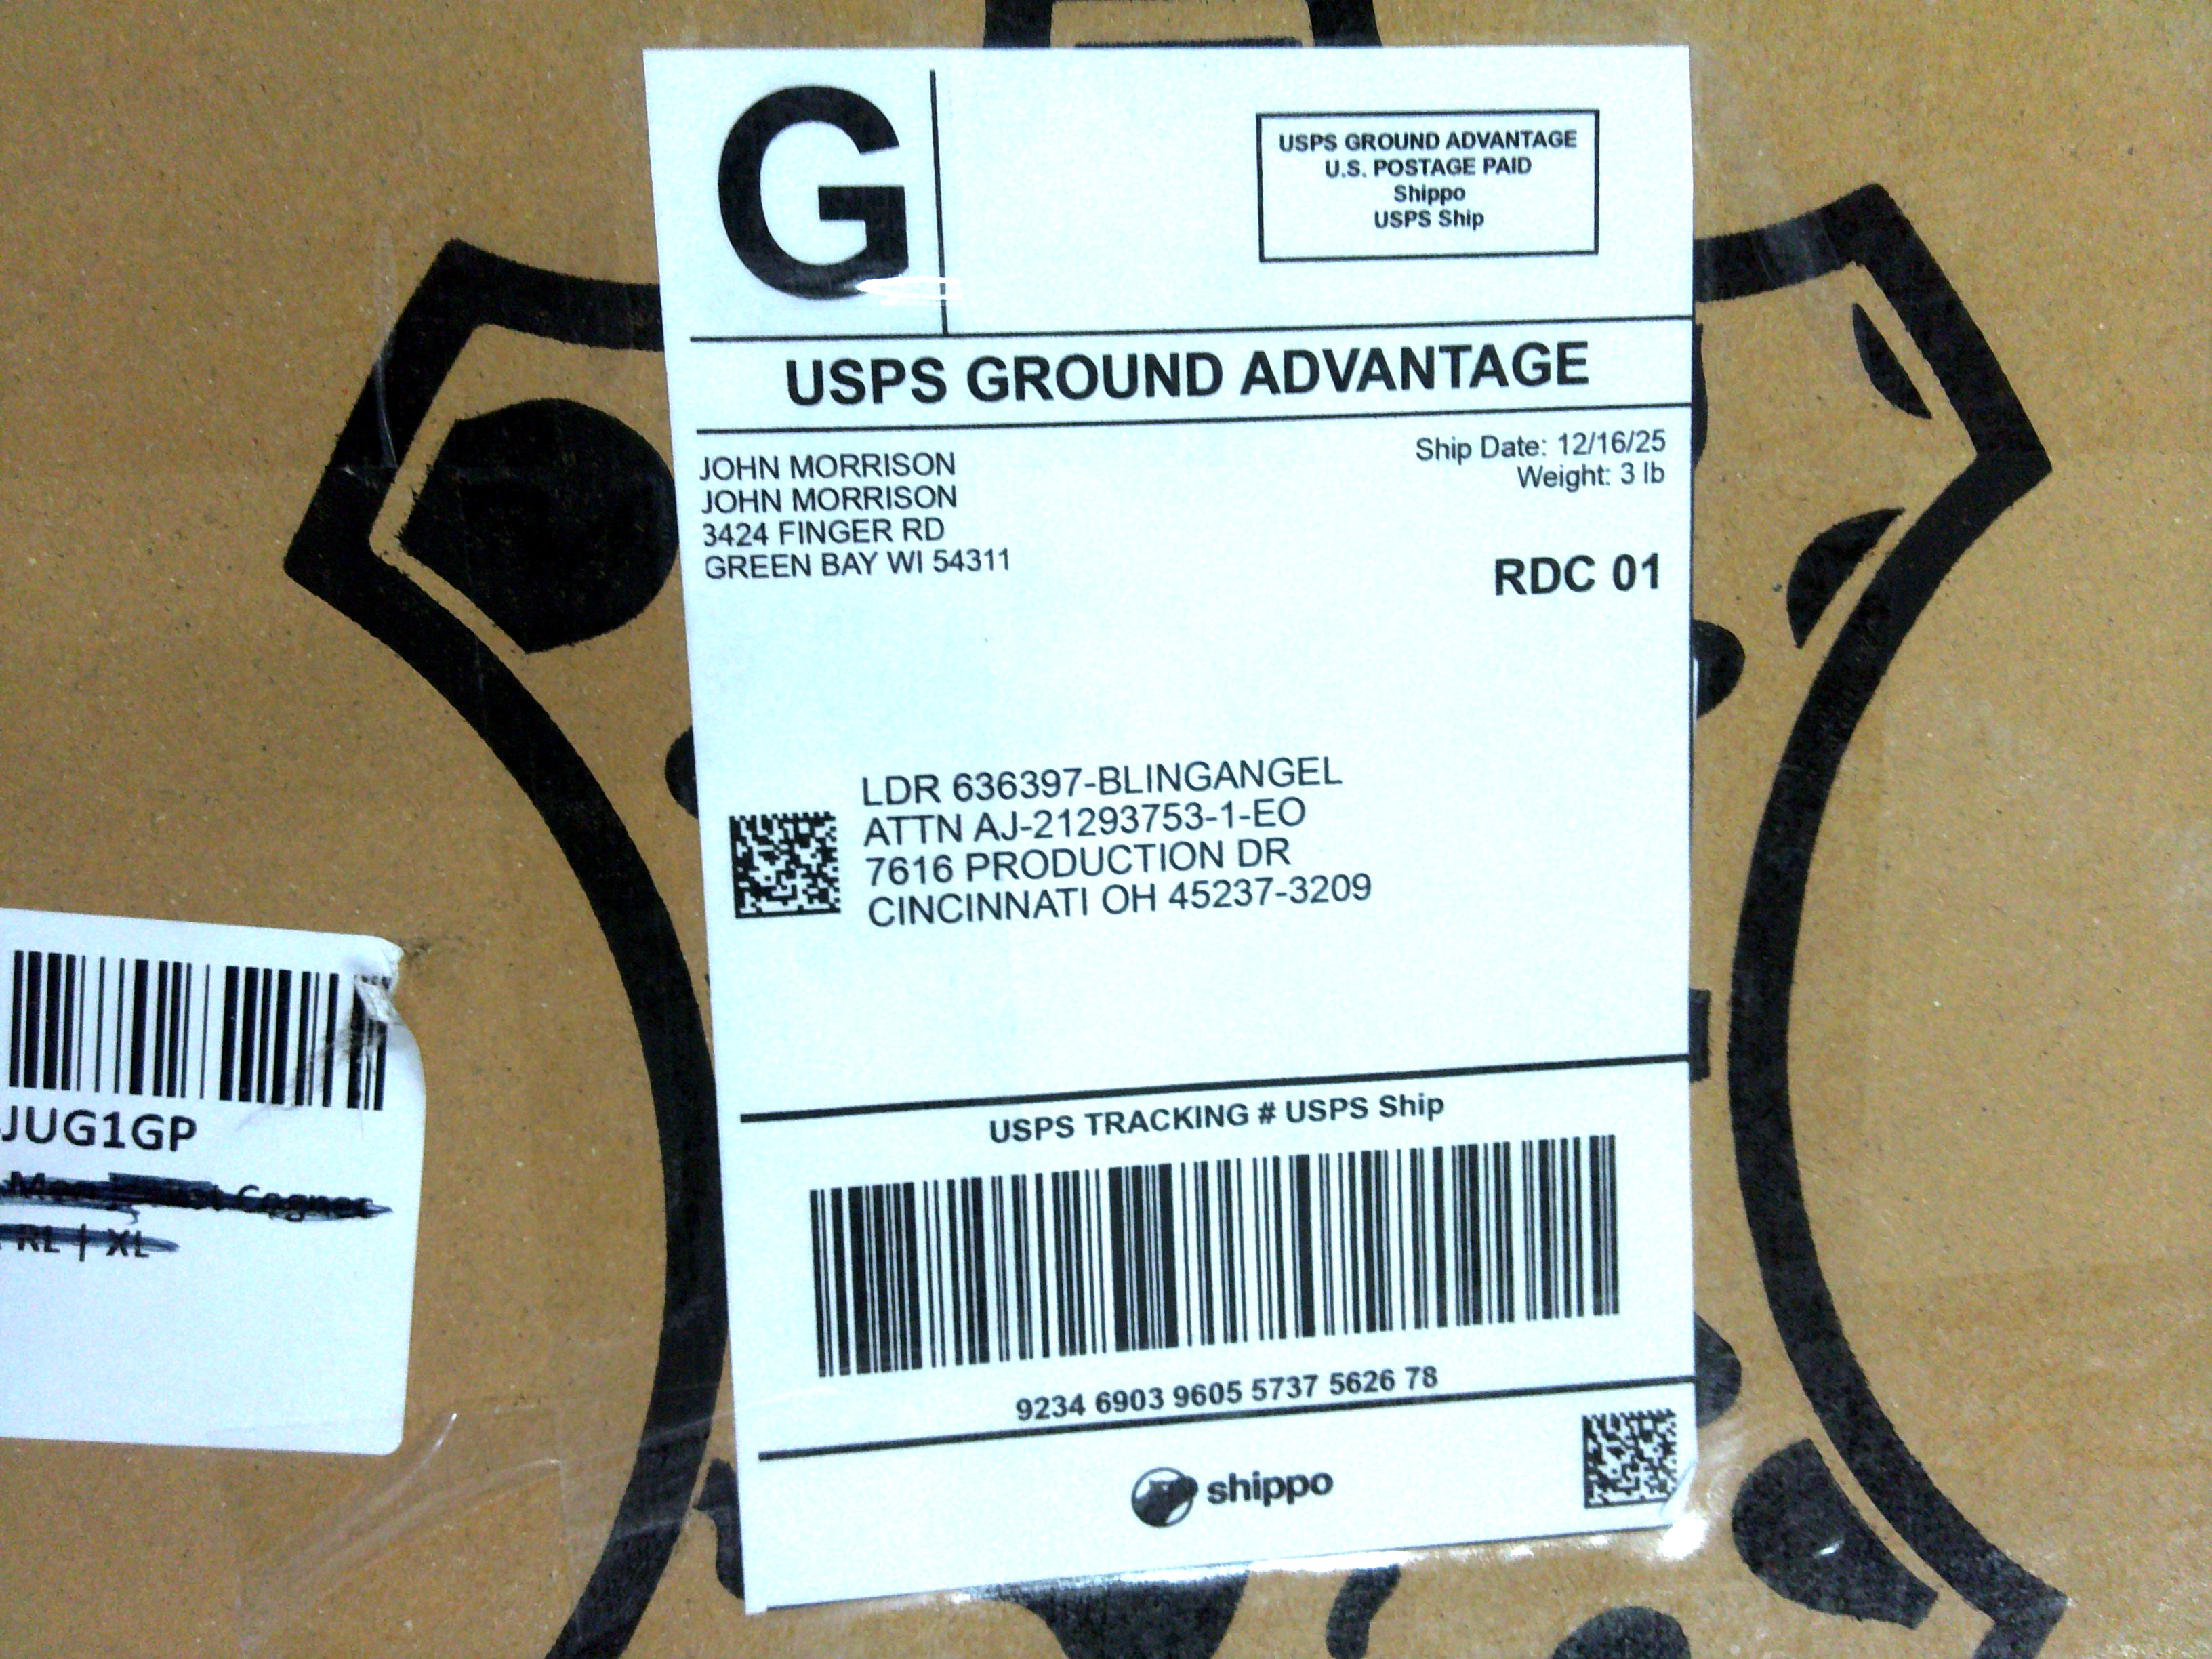 G
USPS GROUND ADVANTAGE
U.S. POSTAGE PAID
Shippo
USPS Ship
USPS GROUND ADVANTAGE
JOHN MORRISON
JOHN MORRISON
3424 FINGER RD
GREEN BAY WI 54311
Ship Date: 12/16/25
Weight: 3 lb
RDC 01
LDR 636397-BLINGANGEL
ATTN AJ-21293753-1-EO
7616 PRODUCTION DR
CINCINNATI OH 45237-3209
USPS TRACKING # USPS Ship
9234 6903 9605 5737 5626 78
shippo
JUG1GP
RL | XL